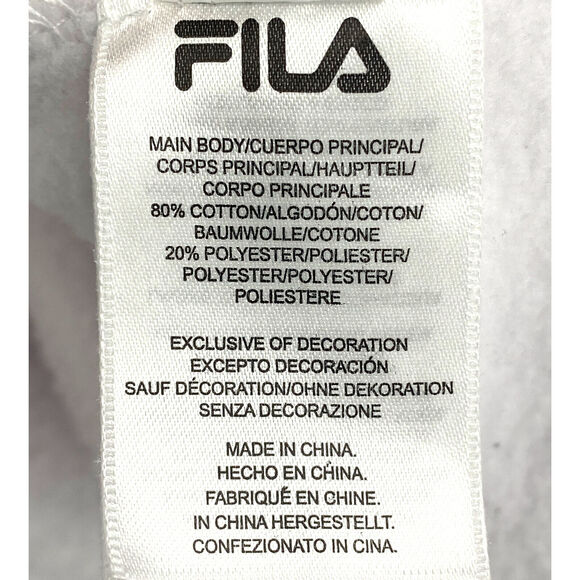 FILA
MAIN BODY/CUERPO PRINCIPAL/
CORPS PRINCIPAL/HAUPTTEIL/
CORPO PRINCIPALE
80% COTTON/ALGODÓN/COTON/
BAUMWOLLE/COTONE
20% POLYESTER/POLIESTER/
POLYESTER/POLYESTER/
POLIESTERE
EXCLUSIVE OF DECORATION
EXCEPTO DECORACIÓN
SAUF DÉCORATION/OHNE DEKORATION
SENZA DECORAZIONE
MADE IN CHINA.
HECHO EN CHINA.
FABRIQUÉ EN CHINE.
IN CHINA HERGESTELLT.
CONFEZIONATO IN CINA.